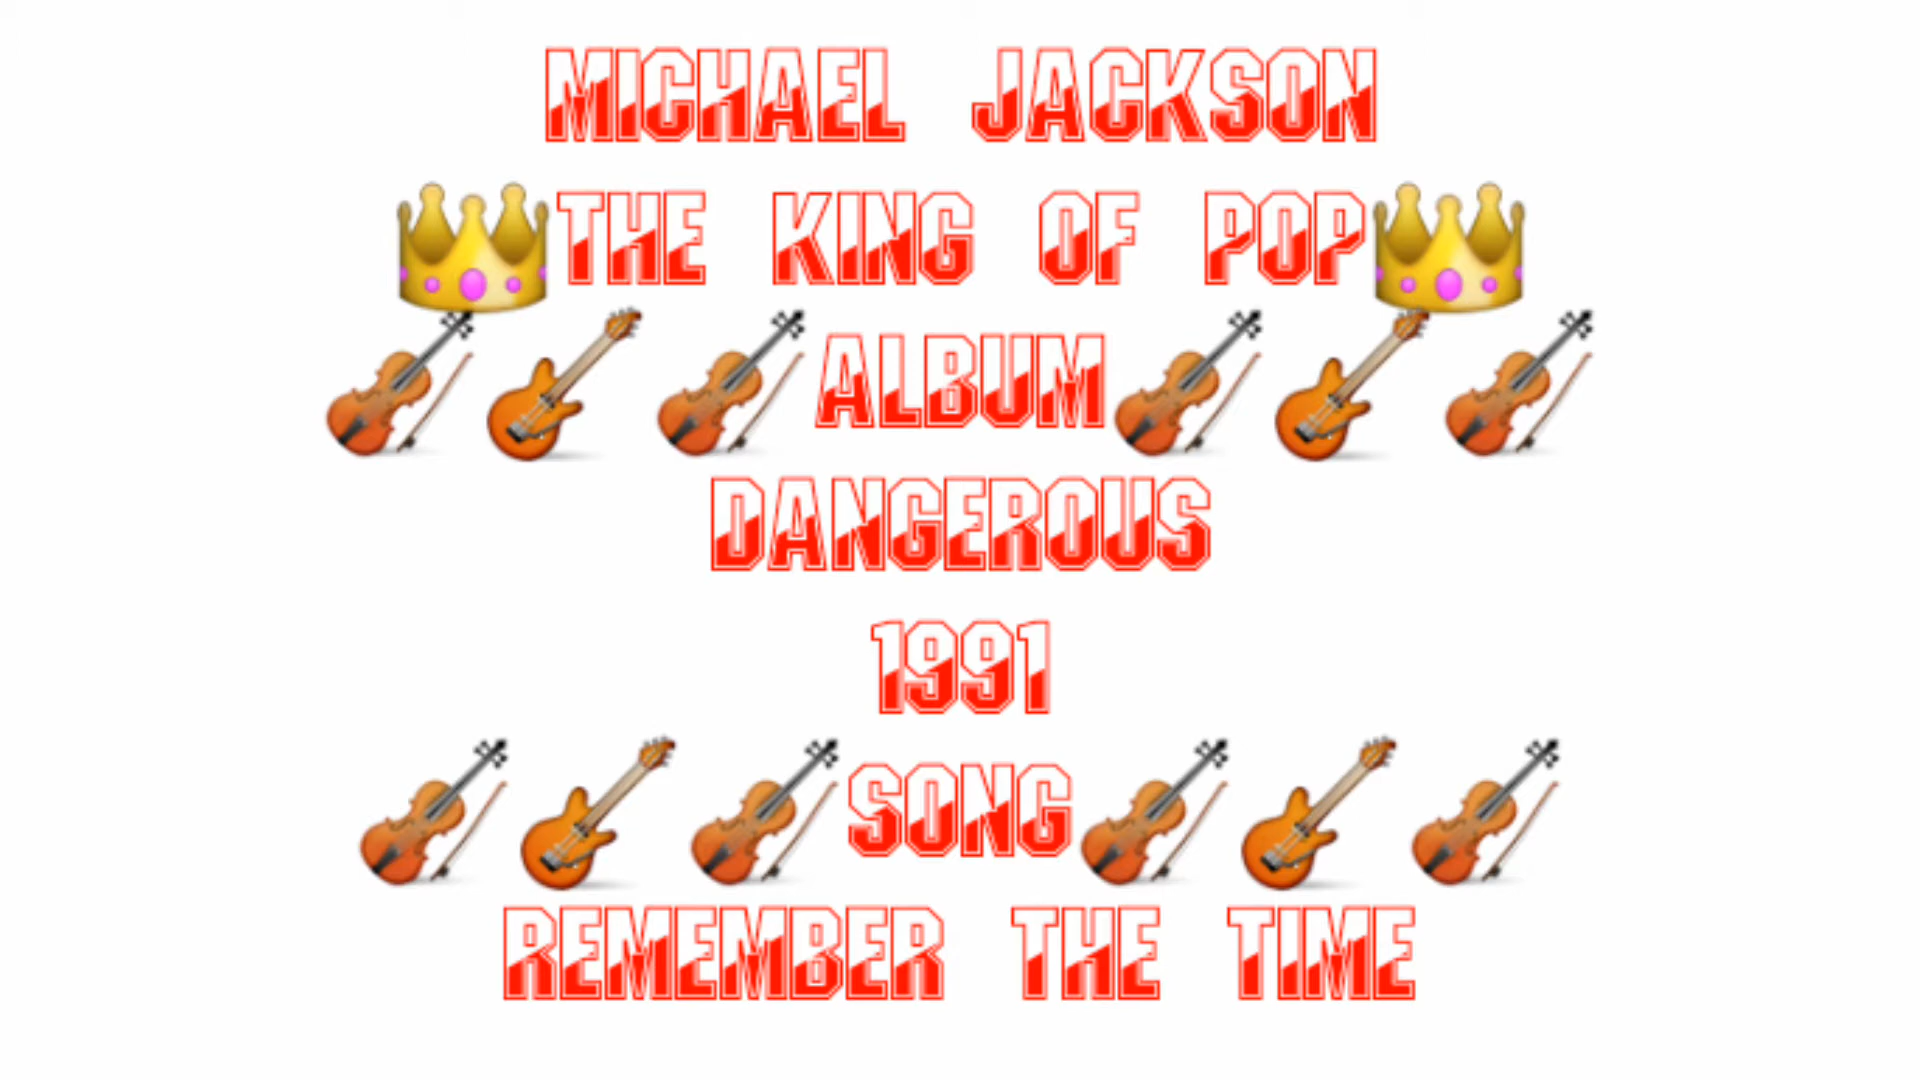 MICHAEL JACKSON
👑THE KING OF POP👑
🎻🎸🎻ALBUM🎻🎸🎻
DANGEROUS
1991
🎻🎸🎻SONG🎻🎸🎻
REMEMBER THE TIME